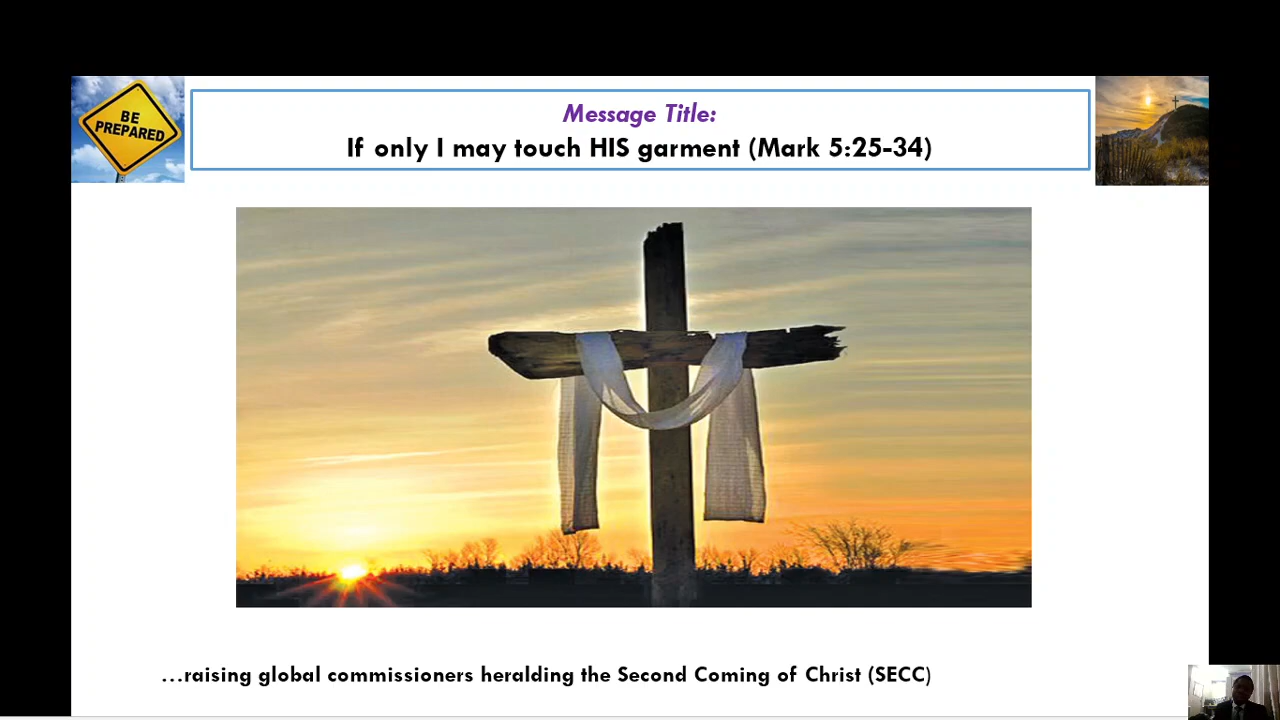 BE
PREPARED
Message Title:
If only I may touch HIS garment (Mark 5:25-34)
...raising global commissioners heralding the Second Coming of Christ (SECC)